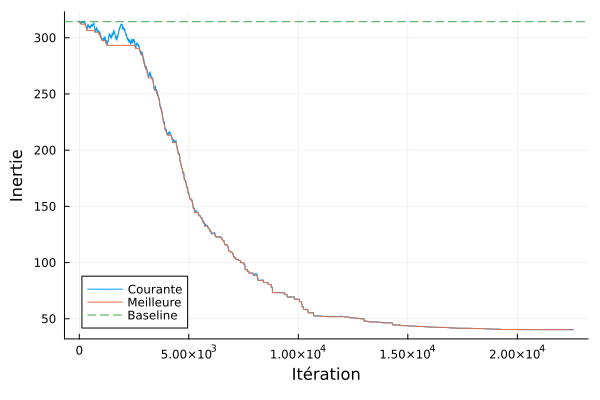 Inertie
300
250
200
150
100
50
Courante
Meilleure
Baseline
0
5.00×10³
1.00×10⁴
1.50×10⁴
2.00×10⁴
Itération